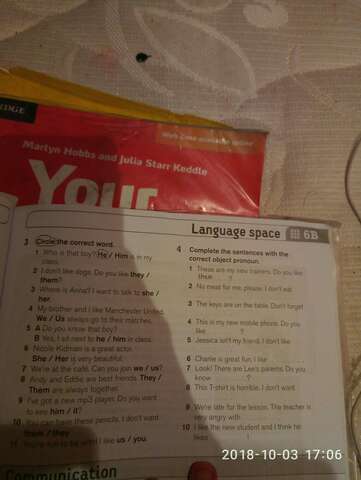 Web Zone available online
Marlyn Hobbs and Julia Starr Keddle
Your
Language space 6B
3 Circle the correct word.
1 Who is that boy? He / Him is in my
class.
2 I don't like dogs. Do you like they /
them?
3 Where is Anna? I want to talk to she /
her.
4 My brother and I like Manchester United.
We / Us always go to their matches.
5 A Do you know that boy?
B Yes, I sit next to he / him in class.
6 Nicole Kidman is a great actor.
She / Her is very beautiful.
7 We're at the café. Can you join we / us?
8 Andy and Eddie are best friends. They /
Them are always together.
9 I've got a new mp3 player. Do you want
to see him / it?
10 You can have these pencils. I don't want
them / they
11 You're fun to be with! I like us / you.
4 Complete the sentences with the
correct object pronoun.
1 These are my new trainers. Do you like
them ?
2 No meat for me, please. I don't eat
3 The keys are on the table. Don't forget
4 This is my new mobile phone. Do you
like
5 Jessica isn't my friend. I don't like
6 Charlie is great fun. I like
7 Look! There are Lee's parents. Do you
know ?
8 This T-shirt is horrible. I don't want
9 We're late for the lesson. The teacher is
very angry with
10 I like the new student and I think he
likes !
Communication
2018-10-03 17:06